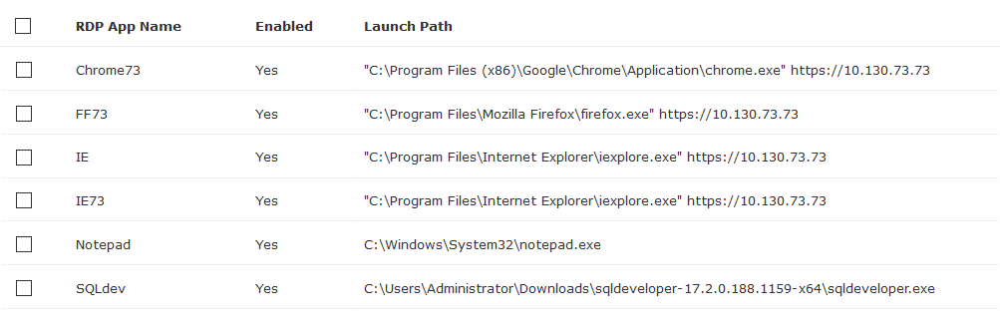 RDP App Name Enabled Launch Path
Chrome73 Yes "C:\Program Files (x86)\Google\Chrome\Application\chrome.exe" https://10.130.73.73
FF73 Yes "C:\Program Files\Mozilla Firefox\firefox.exe" https://10.130.73.73
IE Yes "C:\Program Files\Internet Explorer\iexplore.exe" https://10.130.73.73
IE73 Yes "C:\Program Files\Internet Explorer\iexplore.exe" https://10.130.73.73
Notepad Yes C:\Windows\System32\notepad.exe
SQLdev Yes C:\Users\Administrator\Downloads\sqldeveloper-17.2.0.188.1159-x64\sqldeveloper.exe